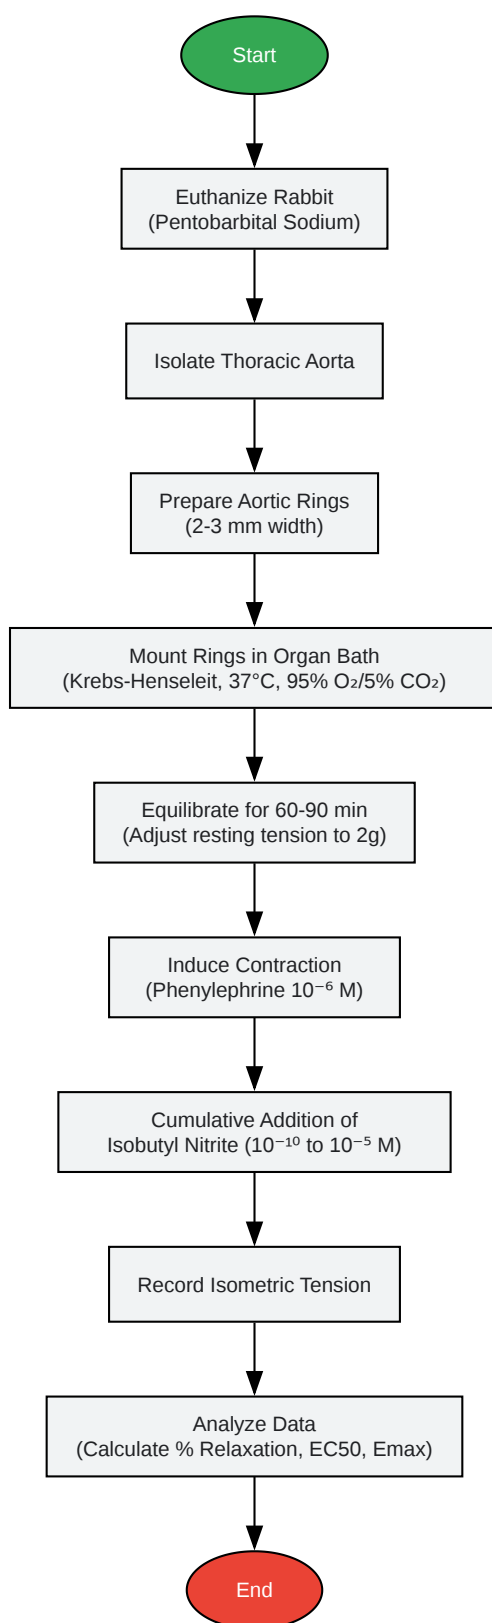 Start
Euthanize Rabbit
(Pentobarbital Sodium)
Isolate Thoracic Aorta
Prepare Aortic Rings
(2-3 mm width)
Mount Rings in Organ Bath
(Krebs-Henseleit, 37°C, 95% O₂/5% CO₂)
Equilibrate for 60-90 min
(Adjust resting tension to 2g)
Induce Contraction
(Phenylephrine 10⁻⁶ M)
Cumulative Addition of
Isobutyl Nitrite (10⁻¹⁰ to 10⁻⁵ M)
Record Isometric Tension
Analyze Data
(Calculate % Relaxation, EC50, Emax)
End